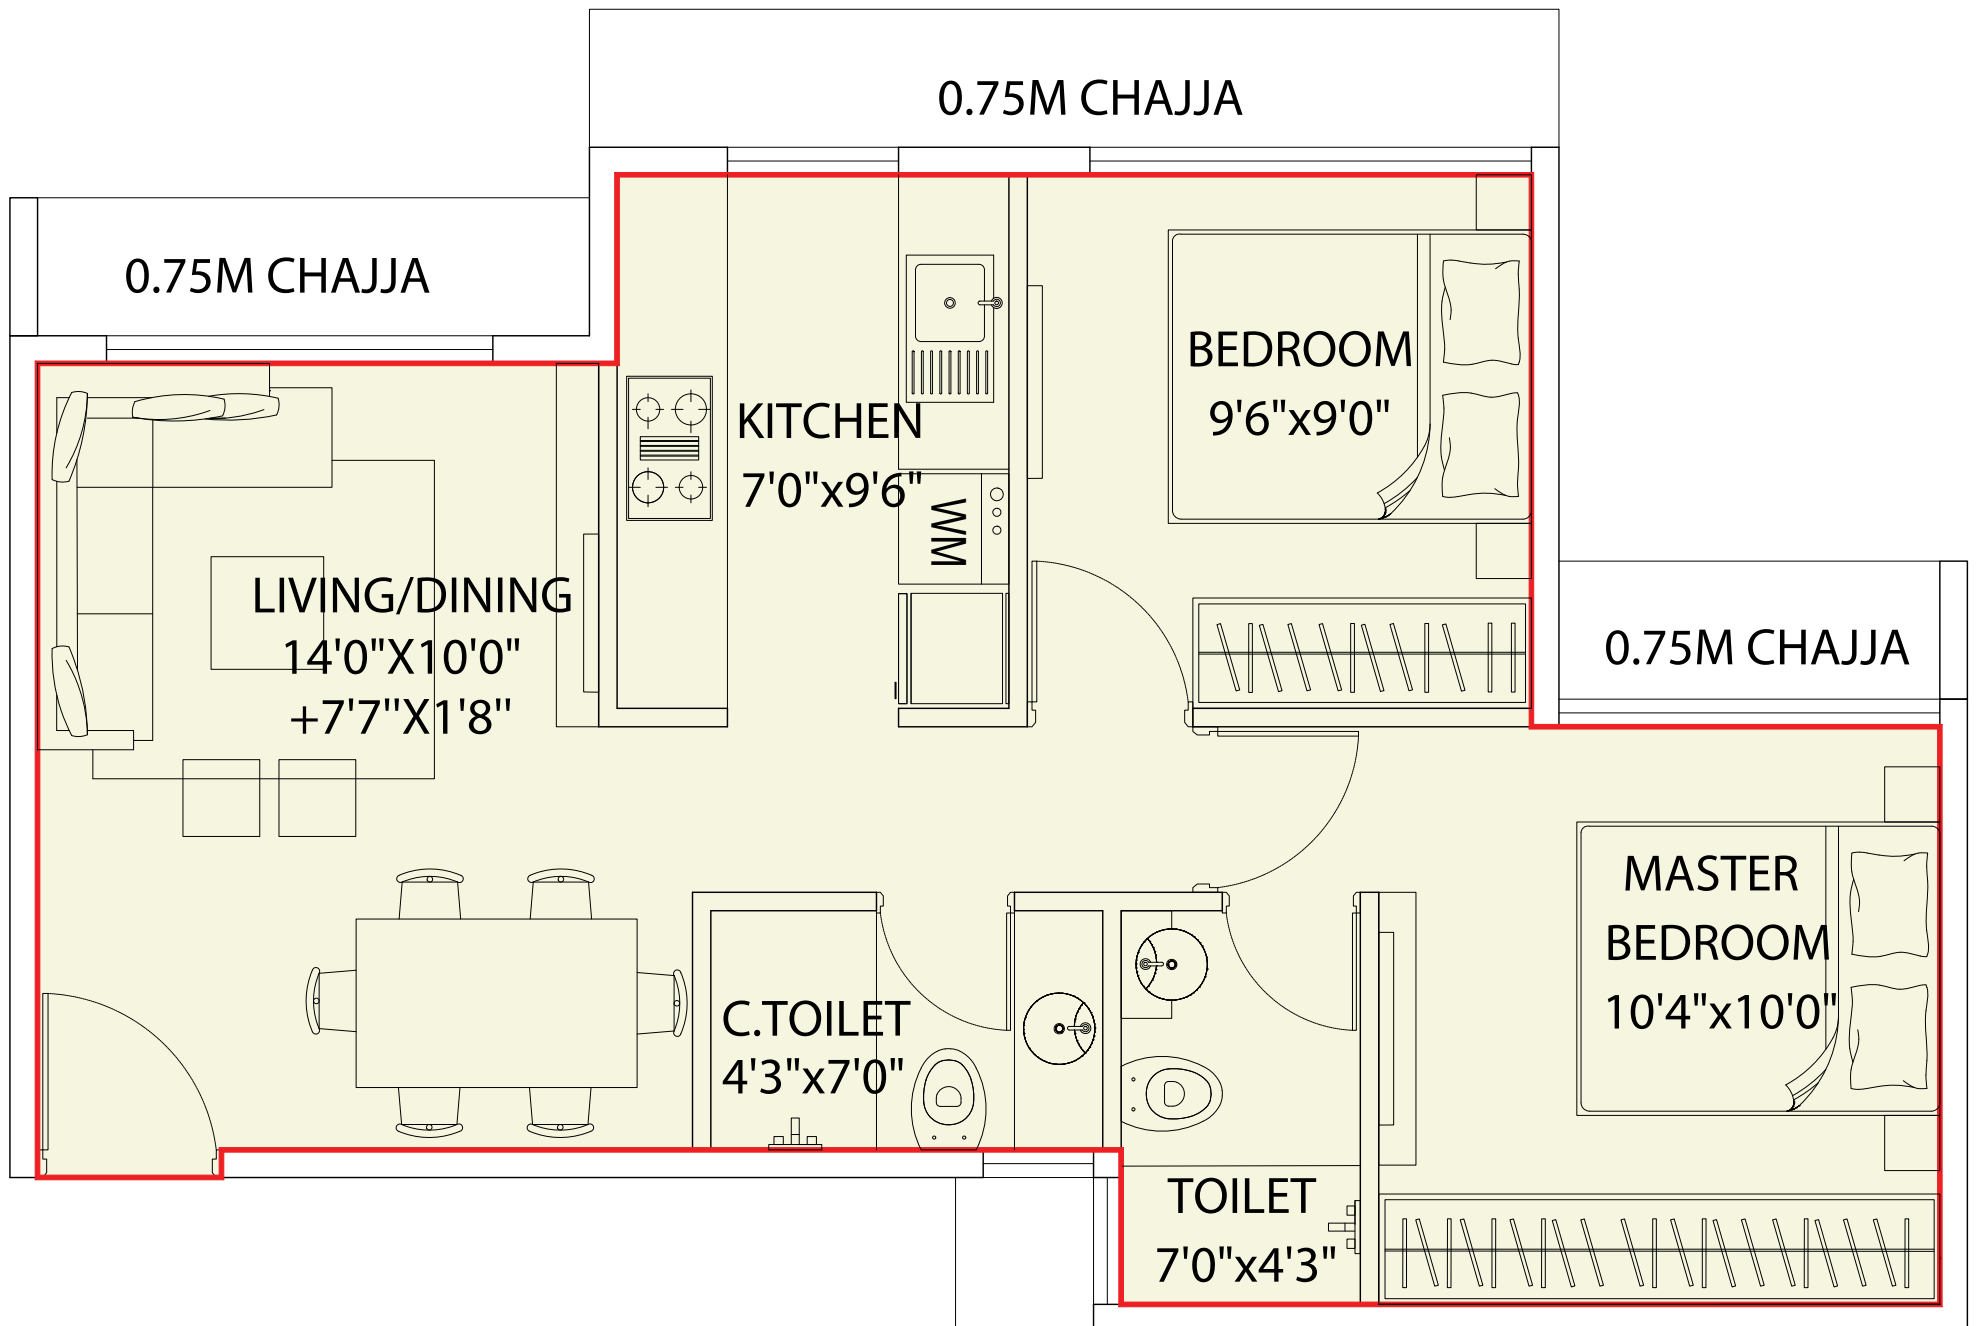 0.75M CHAJJA
0.75M CHAJJA
BEDROOM
9'6"x9'0"
KITCHEN
7'0"x9'6"
WM
LIVING/DINING
14'0"X10'0"
+7'7''X1'8''
0.75M CHAJJA
MASTER
BEDROOM
10'4"x10'0"
C.TOILET
4'3"x7'0"
TOILET
7'0"x4'3"